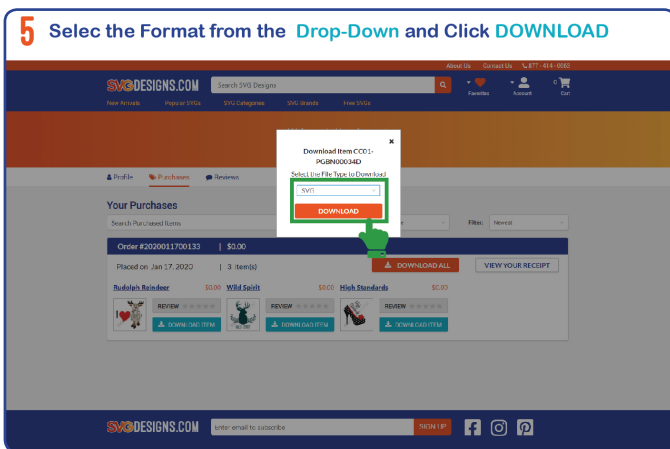 5 Selec the Format from the Drop-Down and Click DOWNLOAD
About Us Contact Us 877-414-0665
SVGDESIGNS.COM Search SVG Designs Favorites Account 0 Cart
New Arrivals Popular SVGs SVG Categories SVG Brands Free SVGs
×
Download Item CC01-
PGBN00034D
Select the File Type to Download
SVG
DOWNLOAD
Profile Purchases Reviews
Your Purchases
Search Purchased Items Filter: Newest
Order #2020011700133 | $0.00
Placed on Jan 17, 2020 | 3 item(s) DOWNLOAD ALL VIEW YOUR RECEIPT
Rudolph Reindeer $0.00 Wild Spirit $0.00 High Standards $0.00
REVIEW REVIEW REVIEW
DOWNLOAD ITEM DOWNLOAD ITEM DOWNLOAD ITEM
SVGDESIGNS.COM Enter email to subscribe SIGN UP